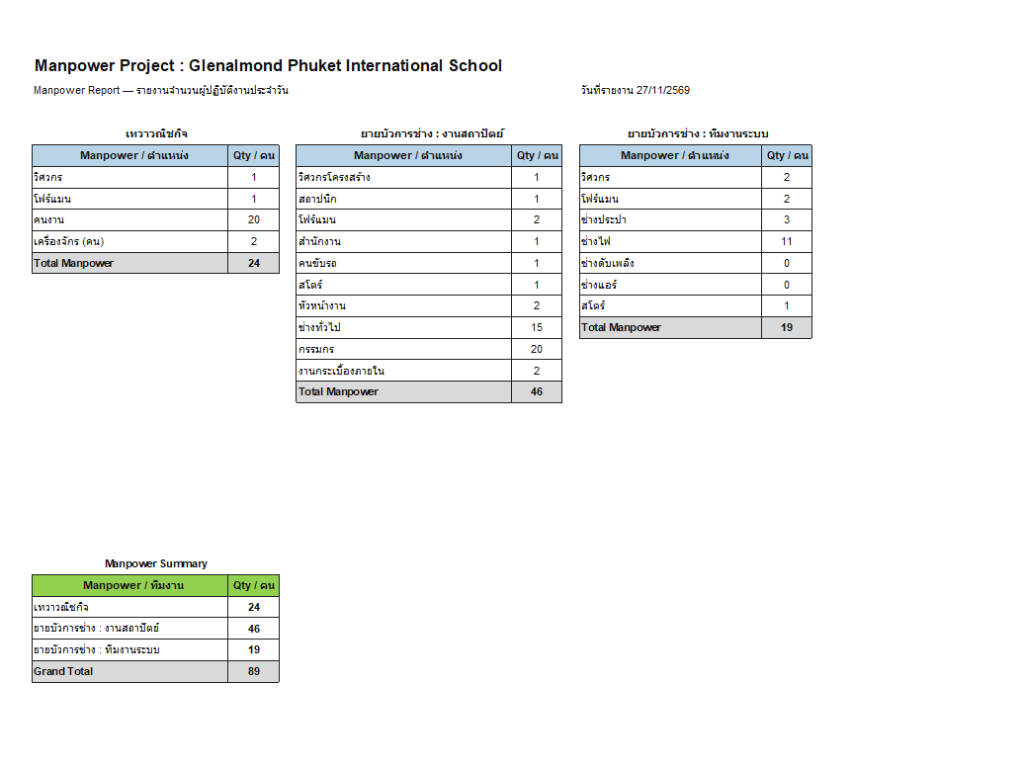 Manpower Project : Glenalmond Phuket International School
Manpower Report — รายงานจำนวนผู้ปฏิบัติงานประจำวัน
วันที่รายงาน 27/11/2569
เทวาวณิชกิจ
Manpower / ตำแหน่ง Qty / คน
วิศวกร 1
โฟร์แมน 1
คนงาน 20
เครื่องจักร (คน) 2
Total Manpower 24
ยายบัวการช่าง : งานสถาปัตย์
Manpower / ตำแหน่ง Qty / คน
วิศวกรโครงสร้าง 1
สถาปนิก 1
โฟร์แมน 2
สำนักงาน 1
คนขับรถ 1
สโตร์ 1
หัวหน้างาน 2
ช่างทั่วไป 15
กรรมกร 20
งานกระเบื้องภายใน 2
Total Manpower 46
ยายบัวการช่าง : ทีมงานระบบ
Manpower / ตำแหน่ง Qty / คน
วิศวกร 2
โฟร์แมน 2
ช่างประปา 3
ช่างไฟ 11
ช่างดับเพลิง 0
ช่างแอร์ 0
สโตร์ 1
Total Manpower 19
Manpower Summary
Manpower / ทีมงาน Qty / คน
เทวาวณิชกิจ 24
ยายบัวการช่าง : งานสถาปัตย์ 46
ยายบัวการช่าง : ทีมงานระบบ 19
Grand Total 89